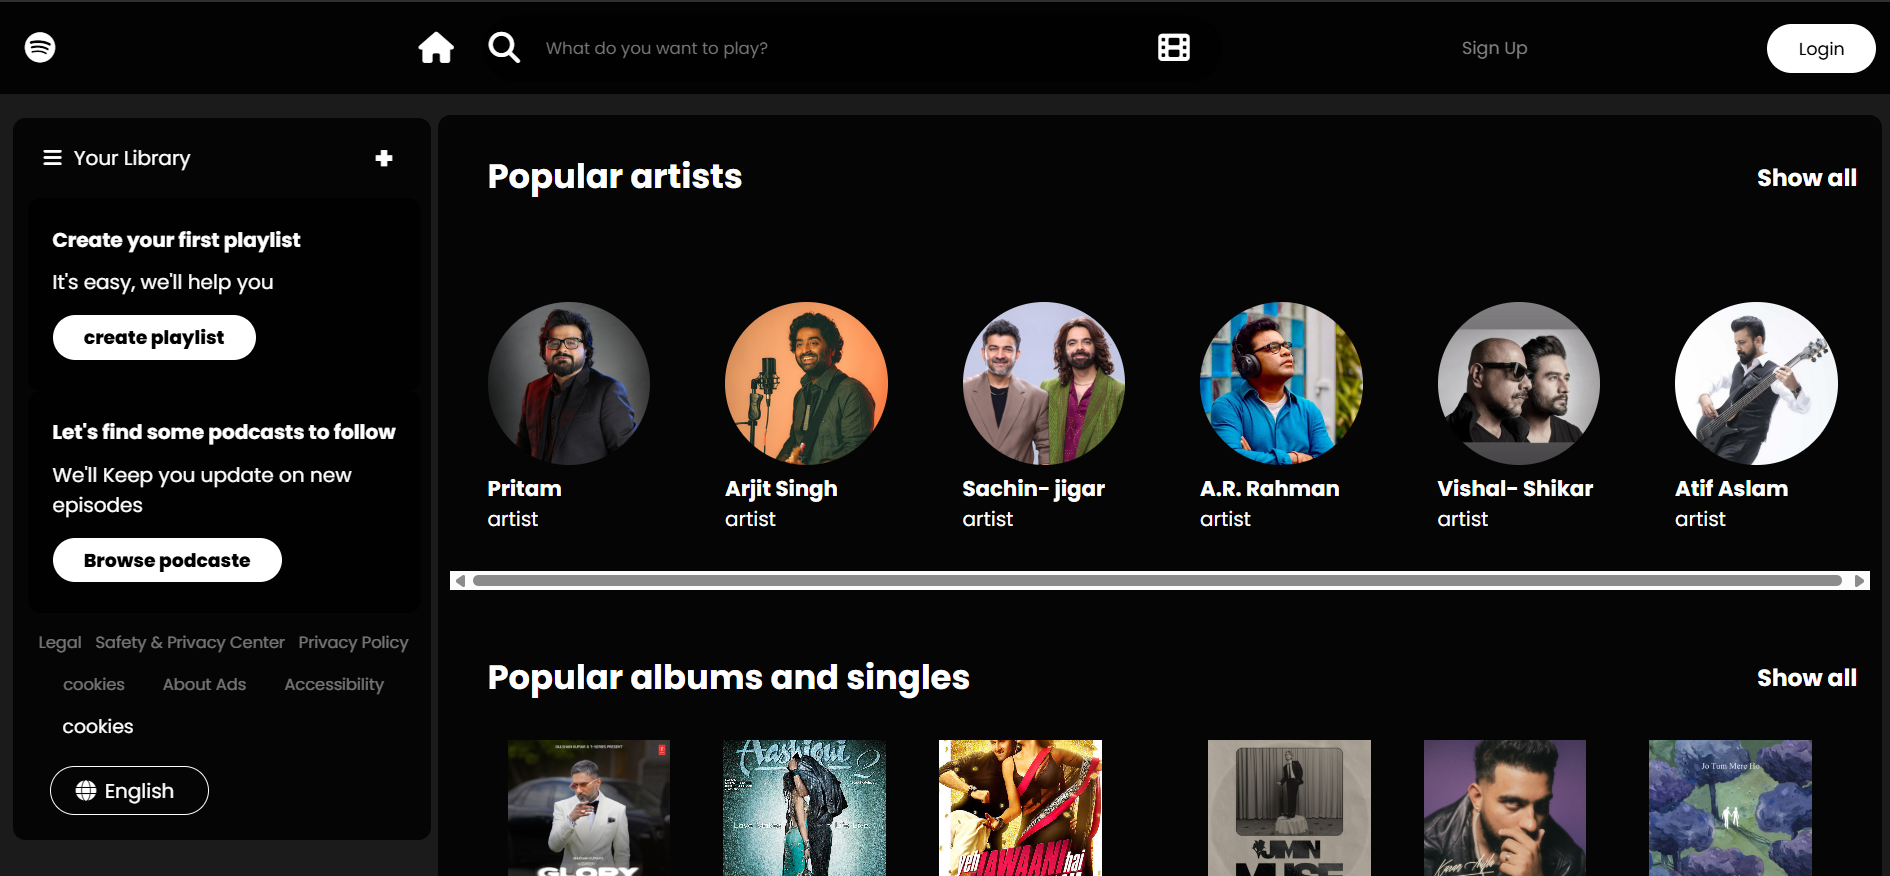 What do you want to play?
Sign Up
Login
Your Library
Create your first playlist
It's easy, we'll help you
create playlist
Let's find some podcasts to follow
We'll Keep you update on new
episodes
Browse podcaste
Legal Safety & Privacy Center Privacy Policy
cookies About Ads Accessibility
cookies
English
Popular artists
Show all
Pritam
artist
Arjit Singh
artist
Sachin- jigar
artist
A.R. Rahman
artist
Vishal- Shikar
artist
Atif Aslam
artist
Popular albums and singles
Show all
GLORY
Aashiqui 2
Yeh JAWAANI hai
JIMIN
MUSE
Karan Aujla
Jo Tum Mere Ho